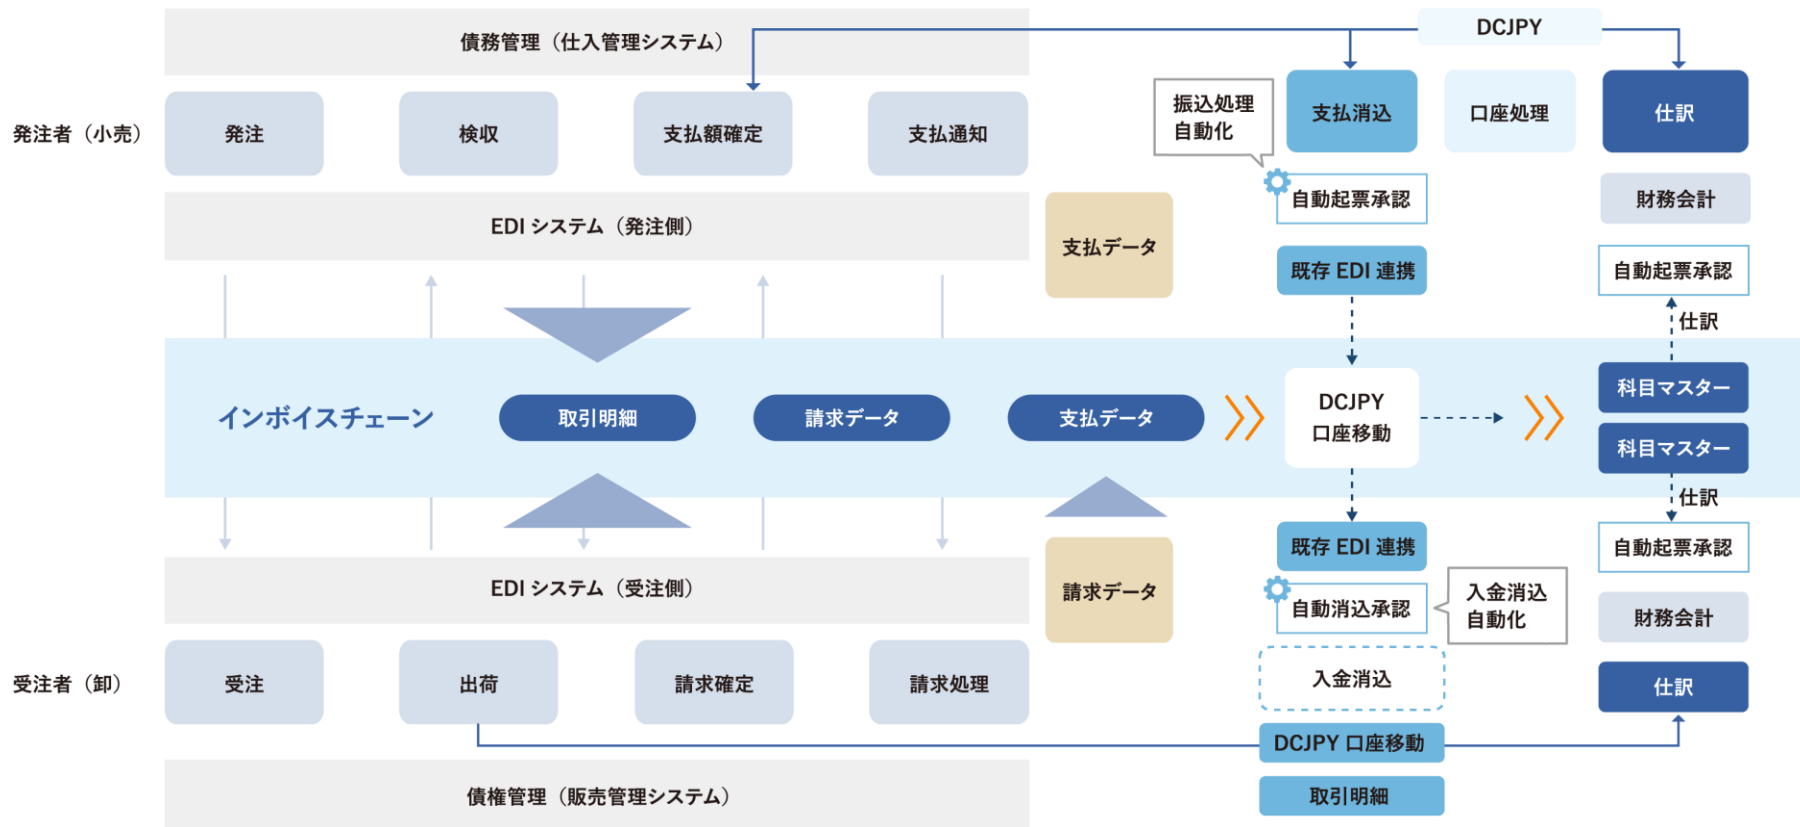 債務管理（仕入管理システム）
DCJPY
発注者（小売）
発注
検収
支払額確定
支払通知
振込処理
自動化
支払消込
口座処理
仕訳
EDI システム（発注側）
支払データ
自動起票承認
既存 EDI 連携
財務会計
自動起票承認
仕訳
インボイスチェーン
取引明細
請求データ
支払データ
DCJPY
口座移動
科目マスター
科目マスター
仕訳
EDI システム（受注側）
請求データ
既存 EDI 連携
自動消込承認
入金消込
自動化
自動起票承認
財務会計
受注者（卸）
受注
出荷
請求確定
請求処理
入金消込
仕訳
DCJPY 口座移動
債権管理（販売管理システム）
取引明細